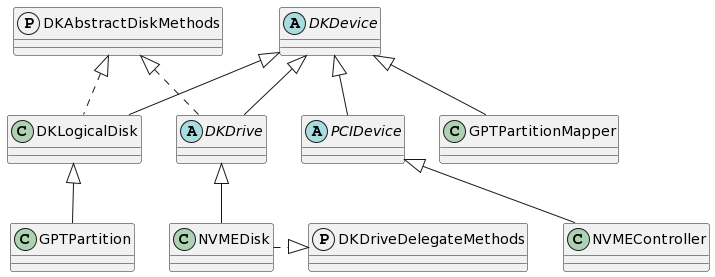 P DKAbstractDiskMethods
A DKDevice
C DKLogicalDisk
A DKDrive
A PCIDevice
C GPTPartitionMapper
C GPTPartition
C NVMEDisk
P DKDriveDelegateMethods
C NVMEController